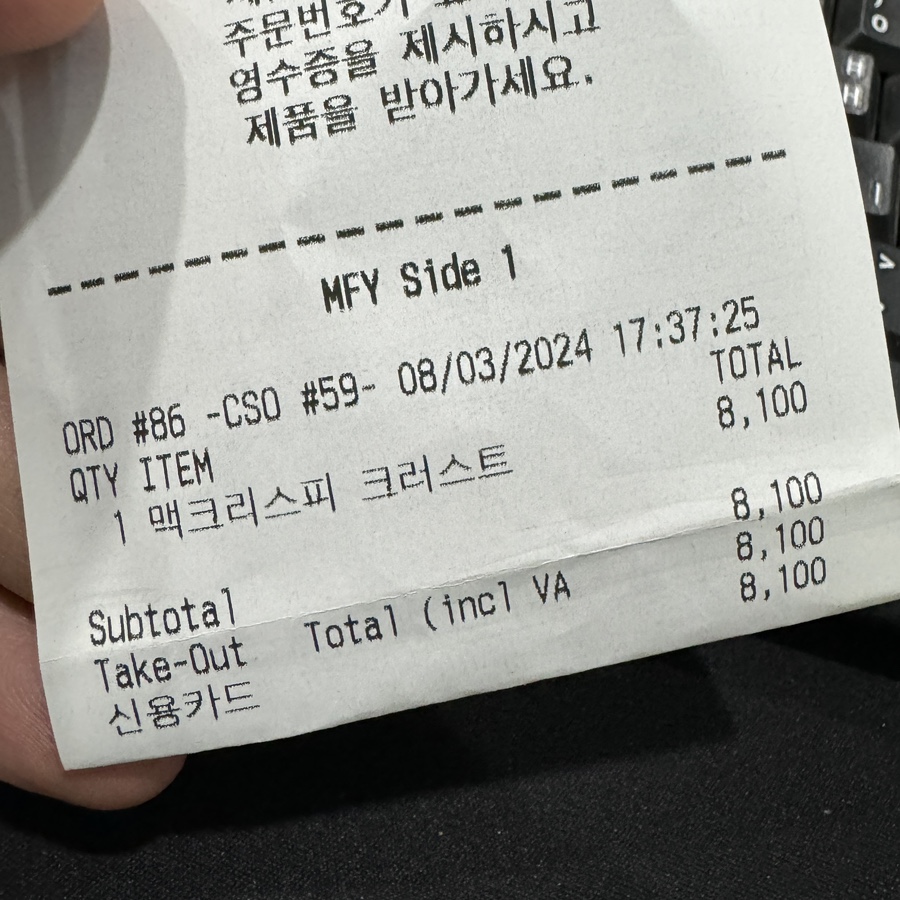 주문번호가
영수증을 제시하시고
제품을 받아가세요.
MFY Side 1
ORD #86 -CSO #59- 08/03/2024 17:37:25
QTY ITEM TOTAL
1 맥크리스피 크러스트 8,100
Subtotal 8,100
Take-Out Total (incl VA 8,100
신용카드 8,100